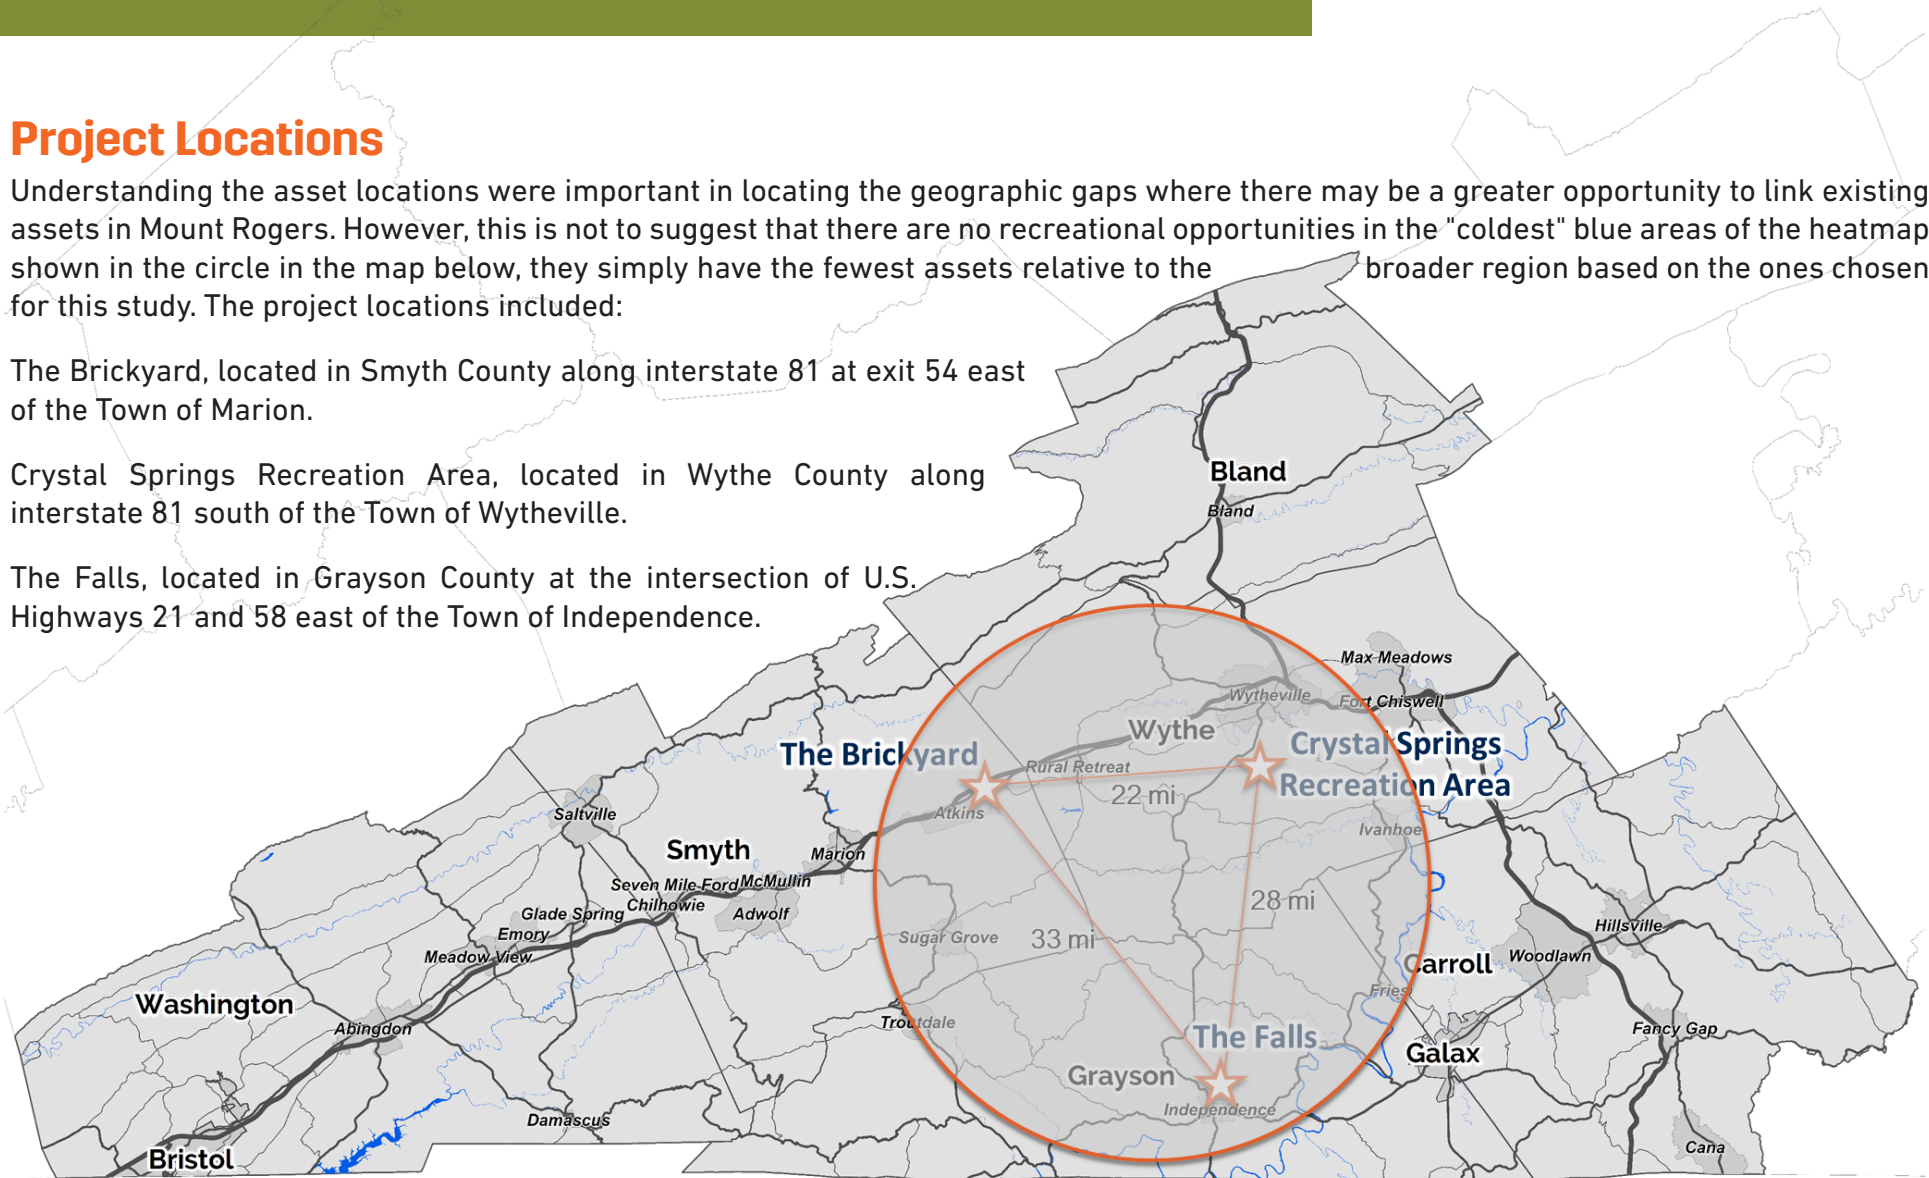 Project Locations
Understanding the asset locations were important in locating the geographic gaps where there may be a greater opportunity to link existing
assets in Mount Rogers. However, this is not to suggest that there are no recreational opportunities in the "coldest" blue areas of the heatmap
shown in the circle in the map below, they simply have the fewest assets relative to the broader region based on the ones chosen
for this study. The project locations included:
The Brickyard, located in Smyth County along interstate 81 at exit 54 east
of the Town of Marion.
Crystal Springs Recreation Area, located in Wythe County along
interstate 81 south of the Town of Wytheville.
The Falls, located in Grayson County at the intersection of U.S.
Highways 21 and 58 east of the Town of Independence.
Bland
Bland
Max Meadows
Wytheville
Fort Chiswell
Wythe
The Brickyard
Crystal Springs
Recreation Area
Rural Retreat
22 mi
Atkins
Saltville
Ivanhoe
Smyth
Marion
Seven Mile Ford
McMullin
Chilhowie
Adwolf
Glade Spring
28 mi
Emory
Sugar Grove
33 mi
Hillsville
Meadow View
Woodlawn
Carroll
Fries
Washington
Abingdon
Troutdale
The Falls
Fancy Gap
Galax
Grayson
Independence
Damascus
Cana
Bristol